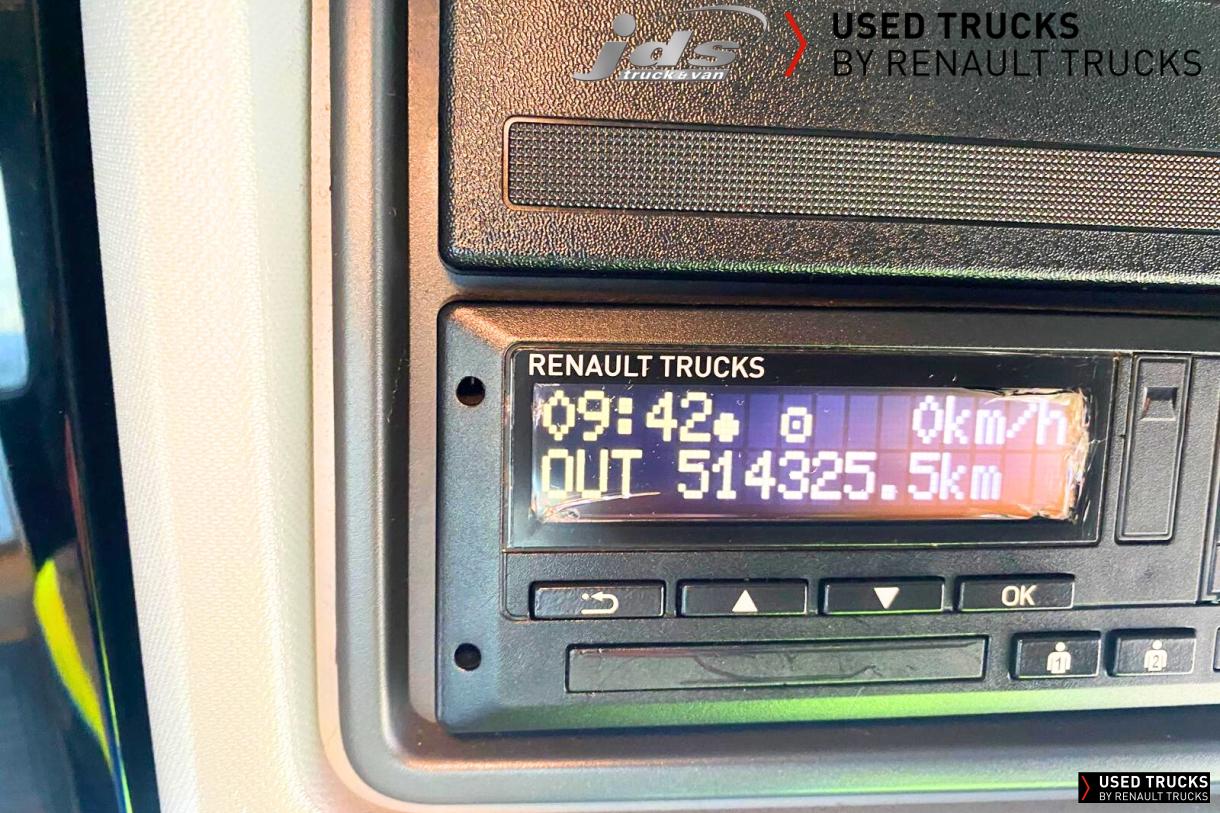 jds
truck & van
USED TRUCKS
BY RENAULT TRUCKS
RENAULT TRUCKS
09:42 0km/h
OUT 514325.5km
OK
1 2
USED TRUCKS
BY RENAULT TRUCKS